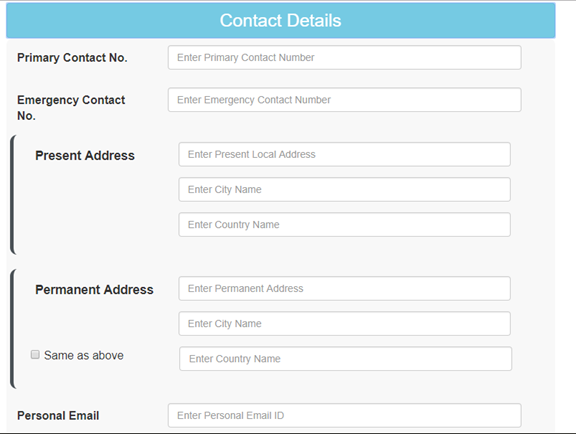 Contact Details
Primary Contact No.
Enter Primary Contact Number
Emergency Contact
No.
Enter Emergency Contact Number
Present Address
Enter Present Local Address
Enter City Name
Enter Country Name
Permanent Address
Enter Permanent Address
Enter City Name
Same as above
Enter Country Name
Personal Email
Enter Personal Email ID